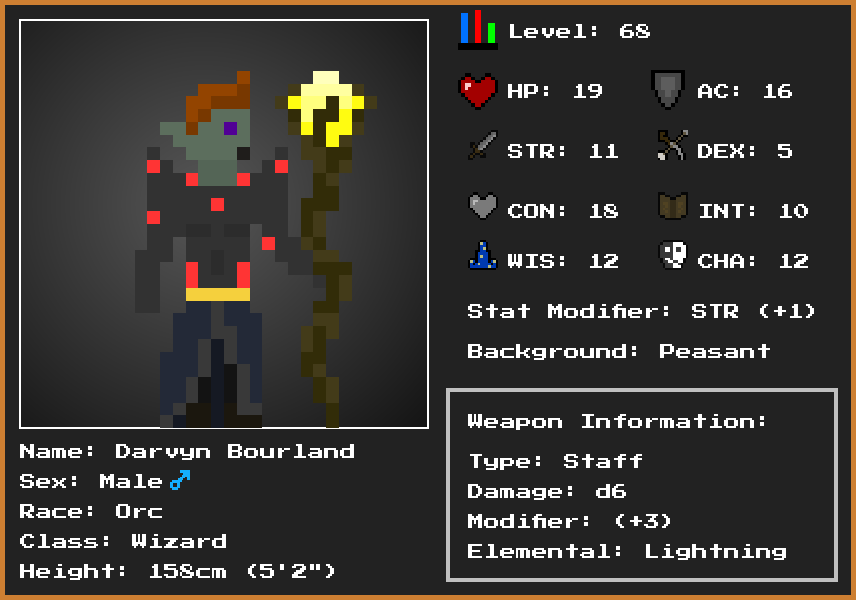 Level: 68
HP: 19
AC: 16
STR: 11
DEX: 5
CON: 18
INT: 10
WIS: 12
CHA: 12
Stat Modifier: STR (+1)
Background: Peasant
Weapon Information:
Type: Staff
Damage: d6
Modifier: (+3)
Elemental: Lightning
Name: Darvyn Bourland
Sex: Male♂
Race: Orc
Class: Wizard
Height: 158cm (5'2")